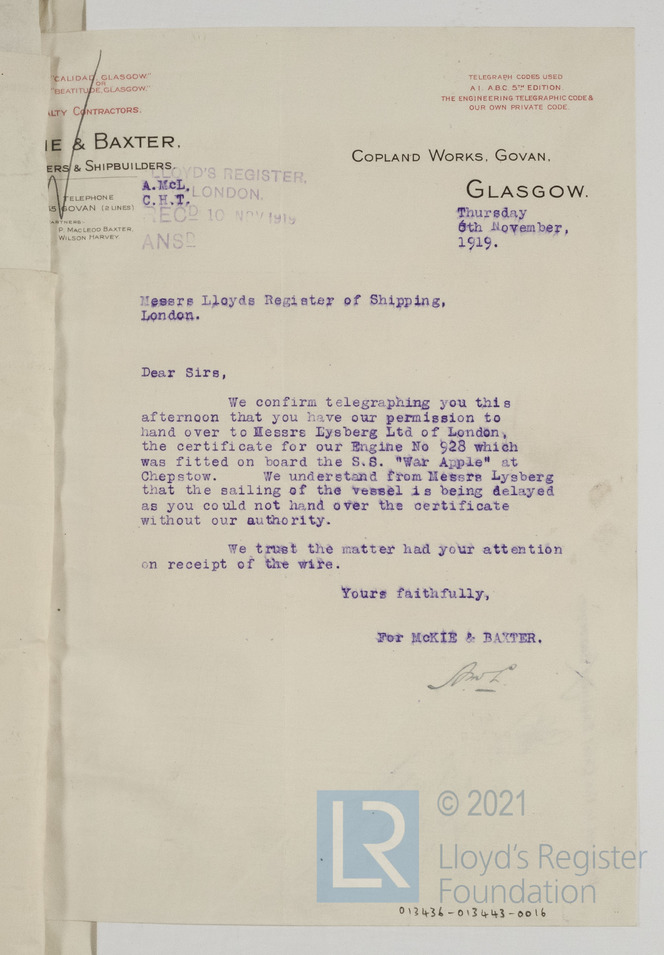 "CALIDAD, GLASGOW."
OR
"BEATITUDE, GLASGOW."
TELEGRAPH CODES USED
A I. A.B.C. 5TH EDITION.
THE ENGINEERING TELEGRAPHIC CODE &
OUR OWN PRIVATE CODE.
ALTY CONTRACTORS.
IE & BAXTER.
ERS & SHIPBUILDERS.
COPLAND WORKS, GOVAN,
GLASGOW.
TELEPHONE
GOVAN (2 LINES)
PARTNERS:
P. MACLEOD BAXTER.
WILSON HARVEY
A.McL.
C.H.T.
LLOYD'S REGISTER,
LONDON.
REC'D 10 NOV 1919
ANSD
Thursday
6th November,
1919.
Messrs Lloyds Register of Shipping,
London.
Dear Sirs,
We confirm telegraphing you this
afternoon that you have our permission to
hand over to Messrs Lysberg Ltd of London,
the certificate for our Engine No 928 which
was fitted on board the S.S. "War Apple" at
Chepstow. We understand from Messrs Lysberg
that the sailing of the vessel is being delayed
as you could not hand over the certificate
without our authority.
We trust the matter had your attention
on receipt of the wire.
Yours faithfully,
For McKIE & BAXTER.
© 2021
LR
Lloyd's Register
Foundation
013436-013443-0016